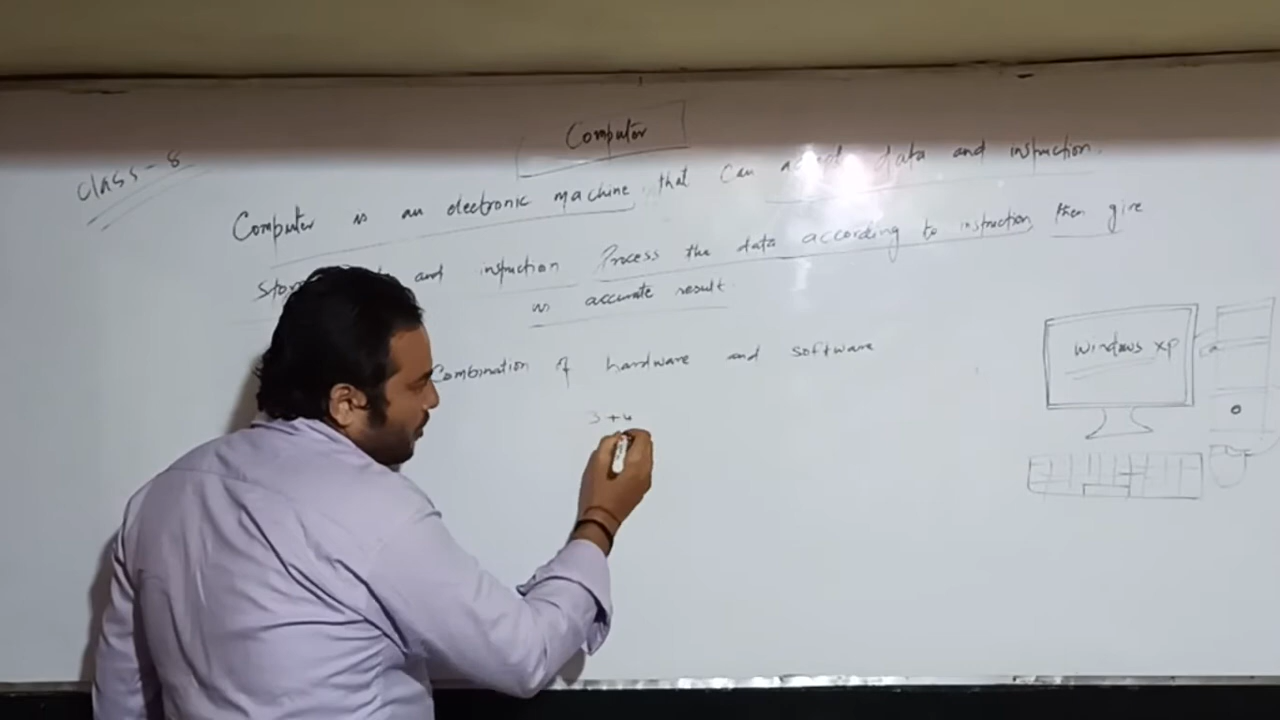 Computer
Class-8
Computer is an electronic machine that can data and instruction.
and instruction Process the data according to instruction, then give
us accurate result.
Combination of hardware and software
3+4
Windows xp